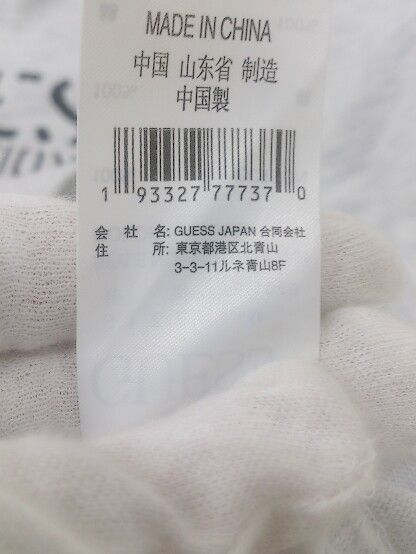 MADE IN CHINA
中国 山东省 制造
中国製
1 93327 77737 0
会 社 名: GUESS JAPAN 合同会社
住 所: 東京都港区北青山
3-3-11ルネ青山8F